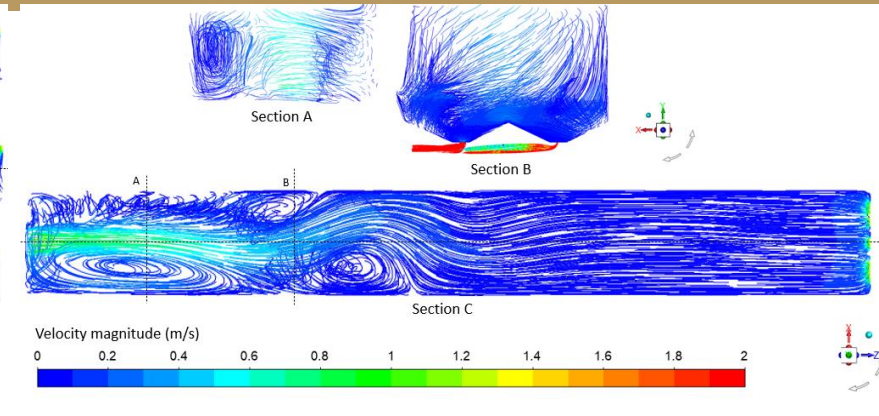 Section A
Section B
A
B
Section C
Velocity magnitude (m/s)
0 0.2 0.4 0.6 0.8 1 1.2 1.4 1.6 1.8 2
Y
X
X
Z